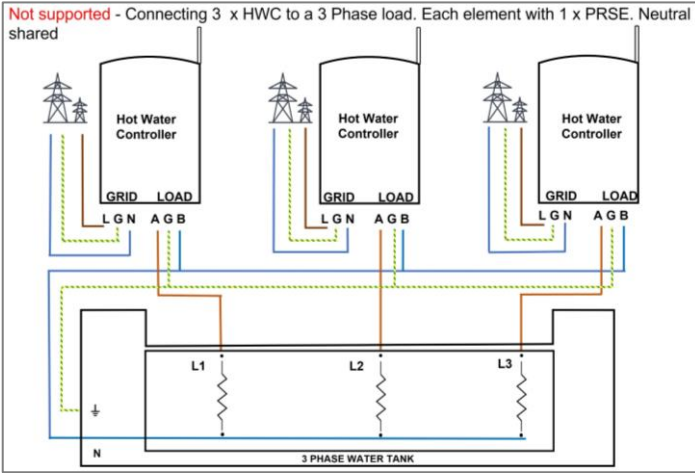 Not supported - Connecting 3 x HWC to a 3 Phase load. Each element with 1 x PRSE. Neutral
shared
Hot Water
Controller
GRID LOAD
L G N A G B
Hot Water
Controller
GRID LOAD
L G N A G B
Hot Water
Controller
GRID LOAD
L G N A G B
L1
L2
L3
N
3 PHASE WATER TANK